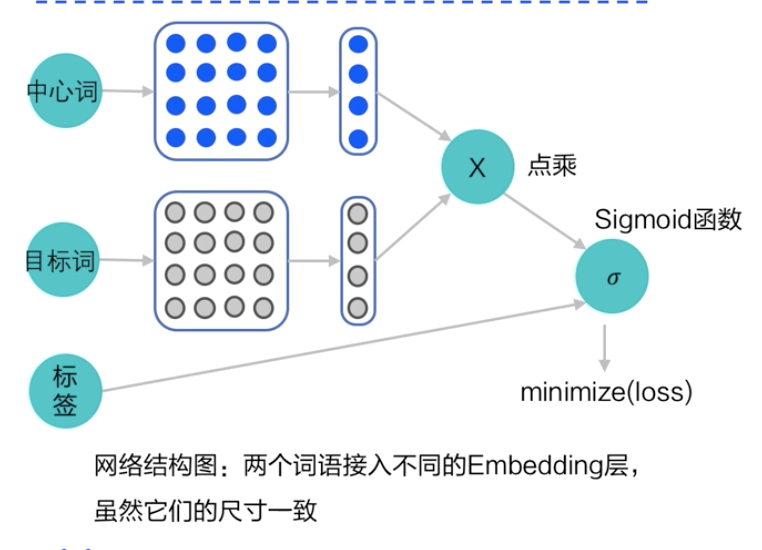 中心词
X
点乘
Sigmoid函数
目标词
σ
标
签
minimize(loss)
网络结构图：两个词语接入不同的Embedding层，
虽然它们的尺寸一致